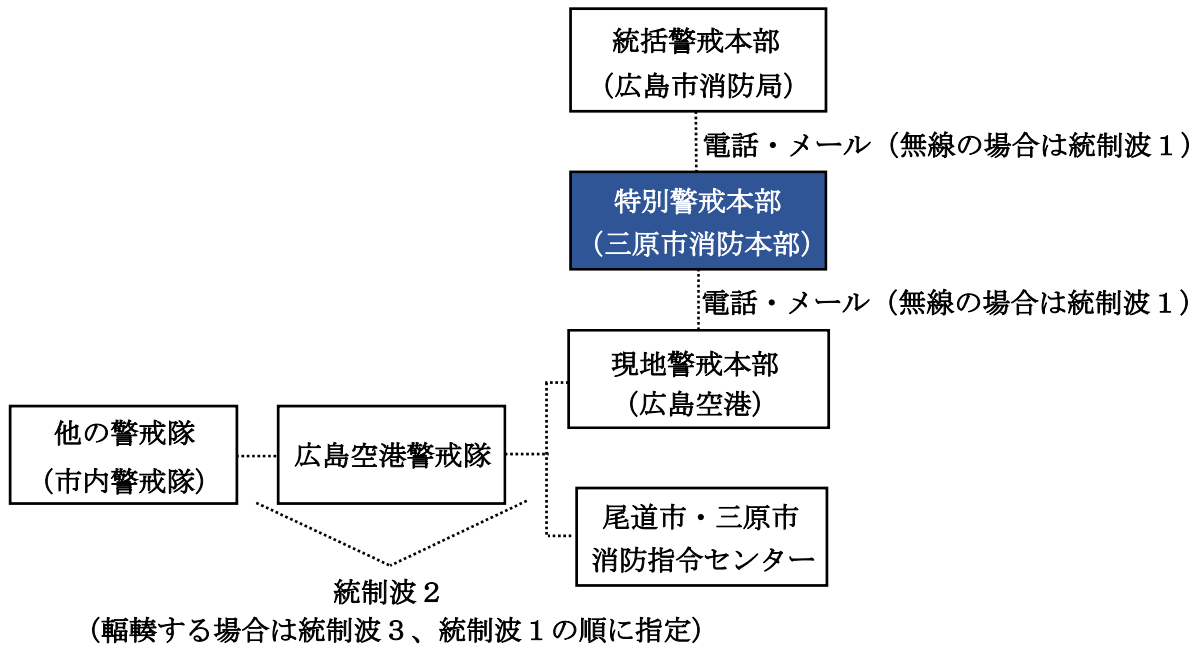 統括警戒本部
（広島市消防局）
電話・メール（無線の場合は統制波１）
特別警戒本部
（三原市消防本部）
電話・メール（無線の場合は統制波１）
現地警戒本部
（広島空港）
他の警戒隊
（市内警戒隊）
広島空港警戒隊
尾道市・三原市
消防指令センター
統制波２
（輻輳する場合は統制波３、統制波１の順に指定）